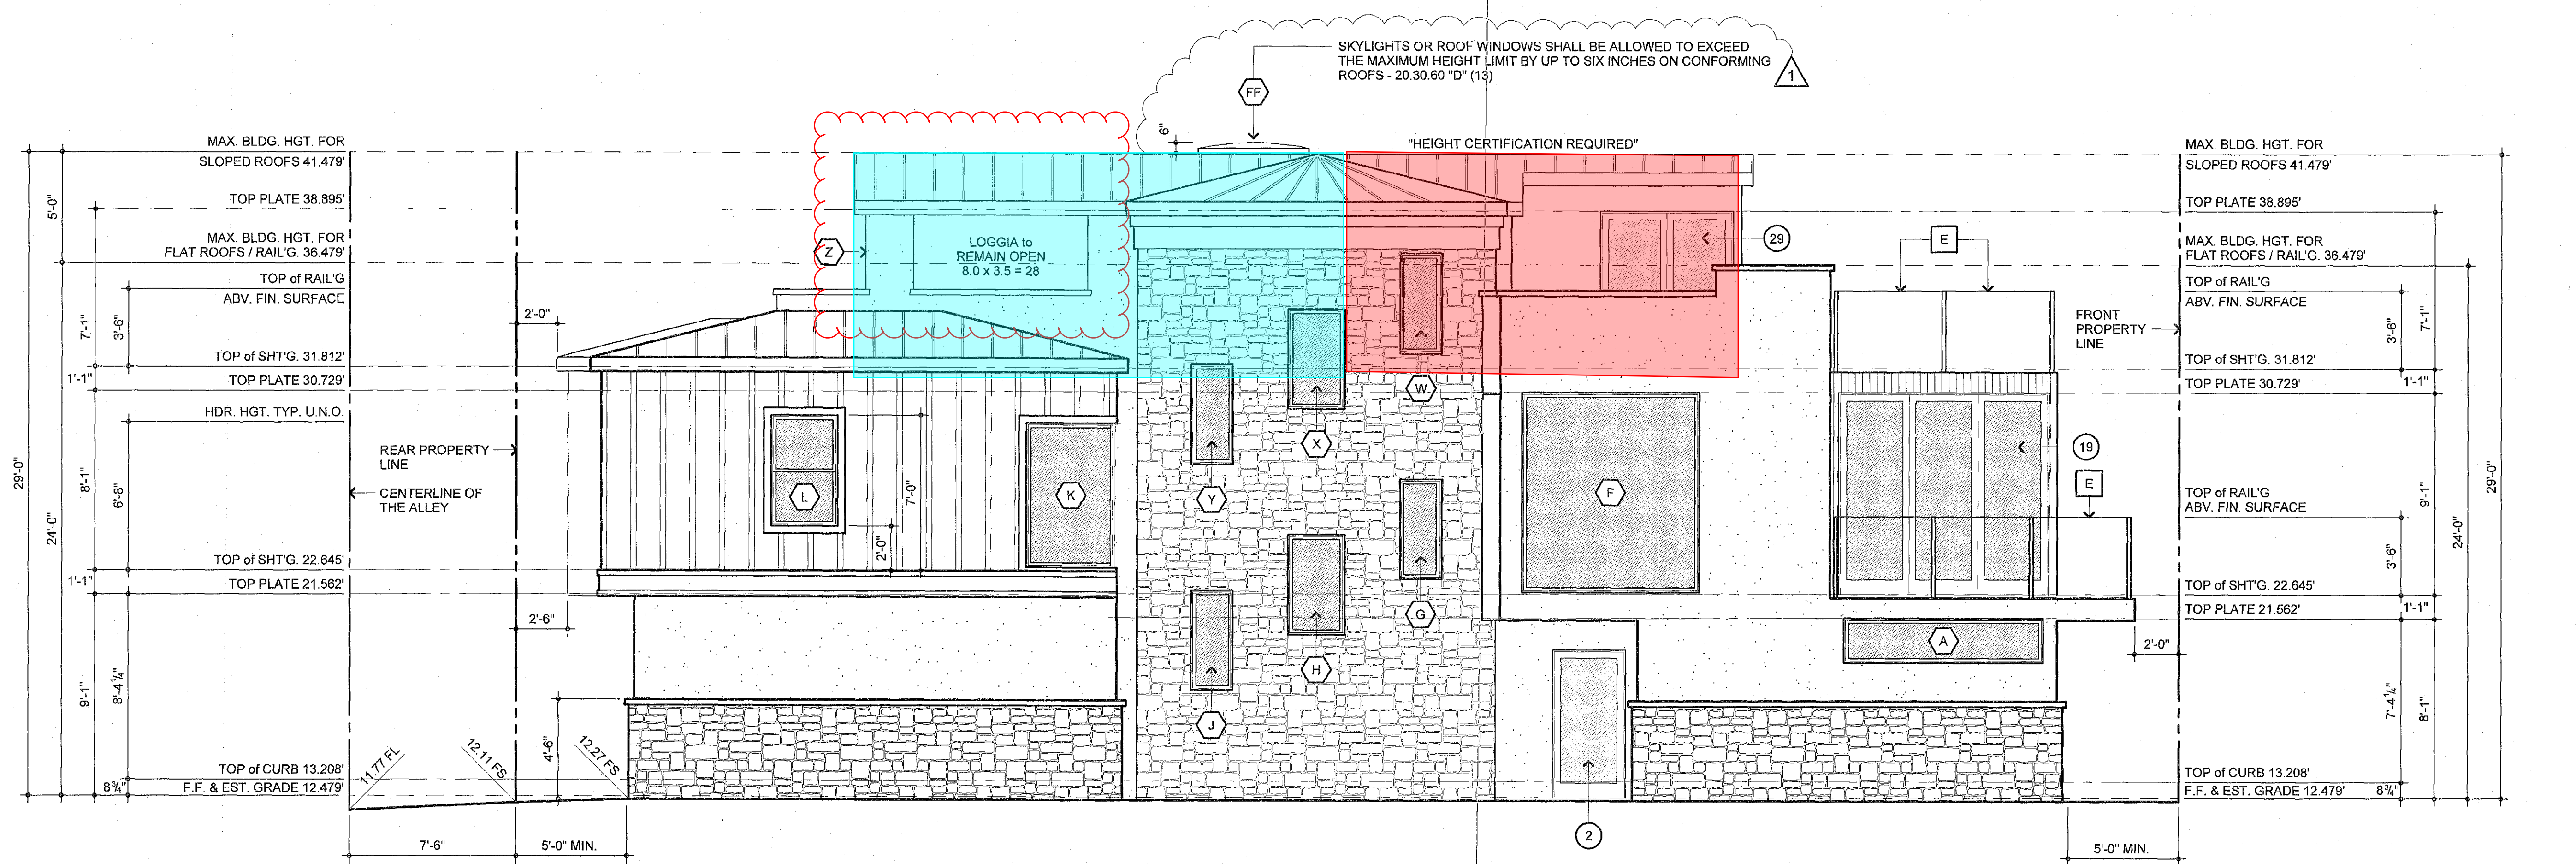 SKYLIGHTS OR ROOF WINDOWS SHALL BE ALLOWED TO EXCEED
THE MAXIMUM HEIGHT LIMIT BY UP TO SIX INCHES ON CONFORMING
ROOFS - 20.30.60 "D" (13)
1
FF
6"
"HEIGHT CERTIFICATION REQUIRED"
MAX. BLDG. HGT. FOR
SLOPED ROOFS 41.479'
TOP PLATE 38.895'
MAX. BLDG. HGT. FOR
FLAT ROOFS / RAIL'G. 36.479'
TOP of RAIL'G
ABV. FIN. SURFACE
TOP of SHT'G. 31.812'
TOP PLATE 30.729'
HDR. HGT. TYP. U.N.O.
REAR PROPERTY
LINE
CENTERLINE OF
THE ALLEY
TOP of SHT'G. 22.645'
TOP PLATE 21.562'
TOP of CURB 13.208'
F.F. & EST. GRADE 12.479'
29'-0"
5'-0"
24'-0"
7'-1"
3'-6"
1'-1"
8'-1"
6'-8"
1'-1"
9'-1"
8'-4 1/4"
8 3/4"
11.77 FL
12.11 FS
12.27 FS
7'-6"
5'-0" MIN.
2'-0"
2'-6"
4'-6"
Z
LOGGIA to
REMAIN OPEN
8.0 x 3.5 = 28
L
7'-0"
2'-0"
K
Y
X
W
J
H
G
F
29
2
A
19
E
E
FRONT
PROPERTY
LINE
2'-0"
5'-0" MIN.
MAX. BLDG. HGT. FOR
SLOPED ROOFS 41.479'
TOP PLATE 38.895'
MAX. BLDG. HGT. FOR
FLAT ROOFS / RAIL'G. 36.479'
TOP of RAIL'G
ABV. FIN. SURFACE
TOP of SHT'G. 31.812'
TOP PLATE 30.729'
TOP of RAIL'G
ABV. FIN. SURFACE
TOP of SHT'G. 22.645'
TOP PLATE 21.562'
TOP of CURB 13.208'
F.F. & EST. GRADE 12.479'
3'-6"
7'-1"
1'-1"
9'-1"
3'-6"
1'-1"
7'-4 1/4"
8'-1"
8 3/4"
24'-0"
29'-0"